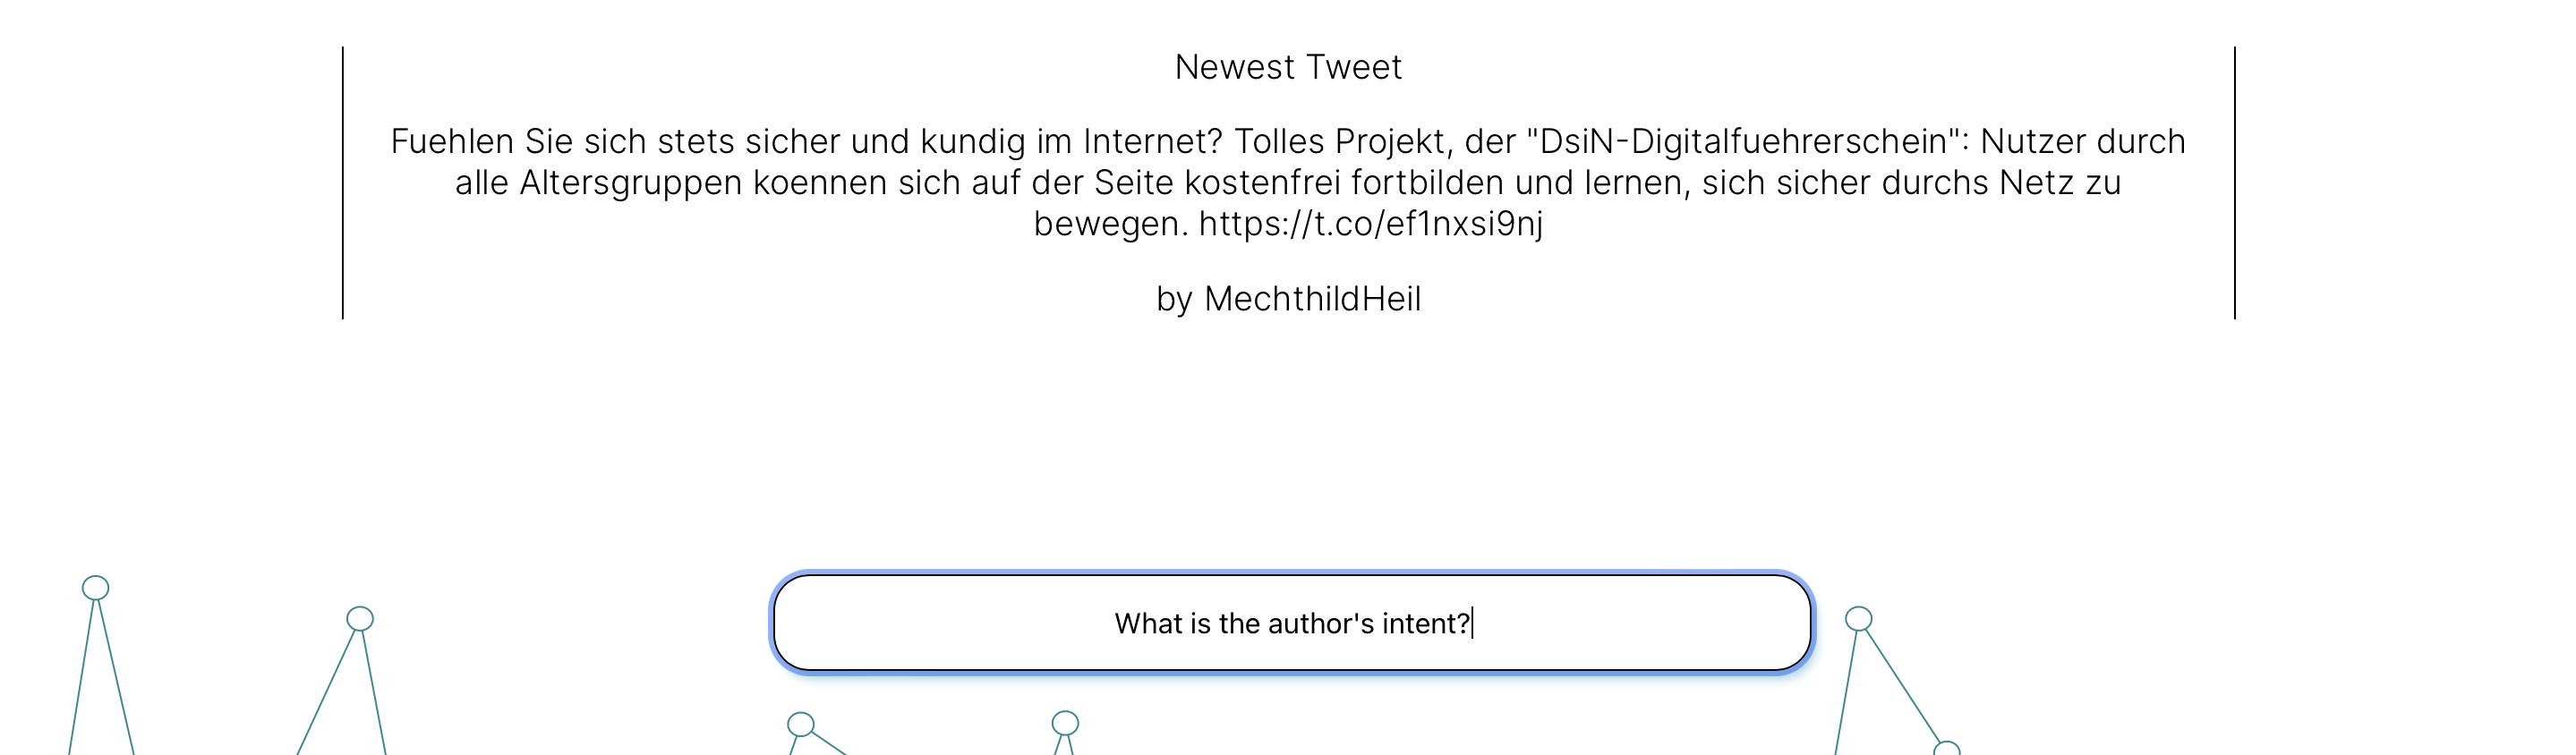 Newest Tweet
Fuehlen Sie sich stets sicher und kundig im Internet? Tolles Projekt, der "DsiN-Digitalfuehrerschein": Nutzer durch
alle Altersgruppen koennen sich auf der Seite kostenfrei fortbilden und lernen, sich sicher durchs Netz zu
bewegen. https://t.co/ef1nxsi9nj
by MechthildHeil
What is the author's intent?